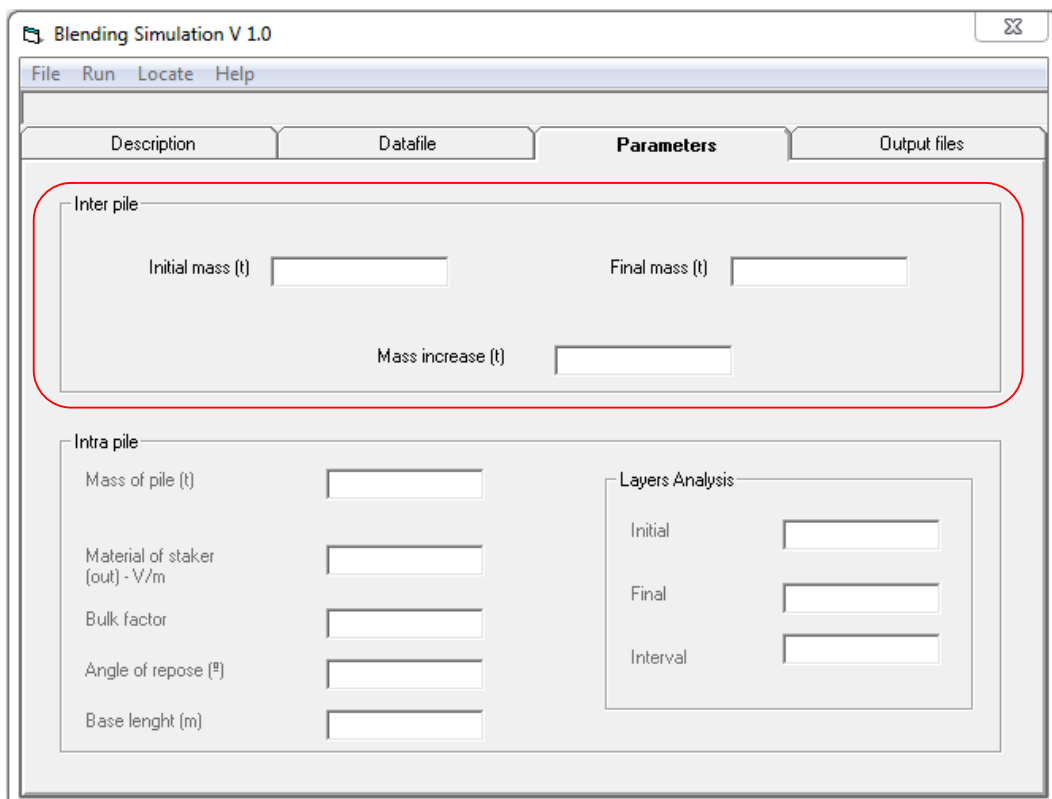 Blending Simulation V 1.0
File Run Locate Help
Description Datafile Parameters Output files
Inter pile
Initial mass (t) Final mass (t)
Mass increase (t)
Intra pile
Mass of pile (t)
Material of staker
(out) - V/m
Bulk factor
Angle of repose (º)
Base lenght (m)
Layers Analysis
Initial
Final
Interval